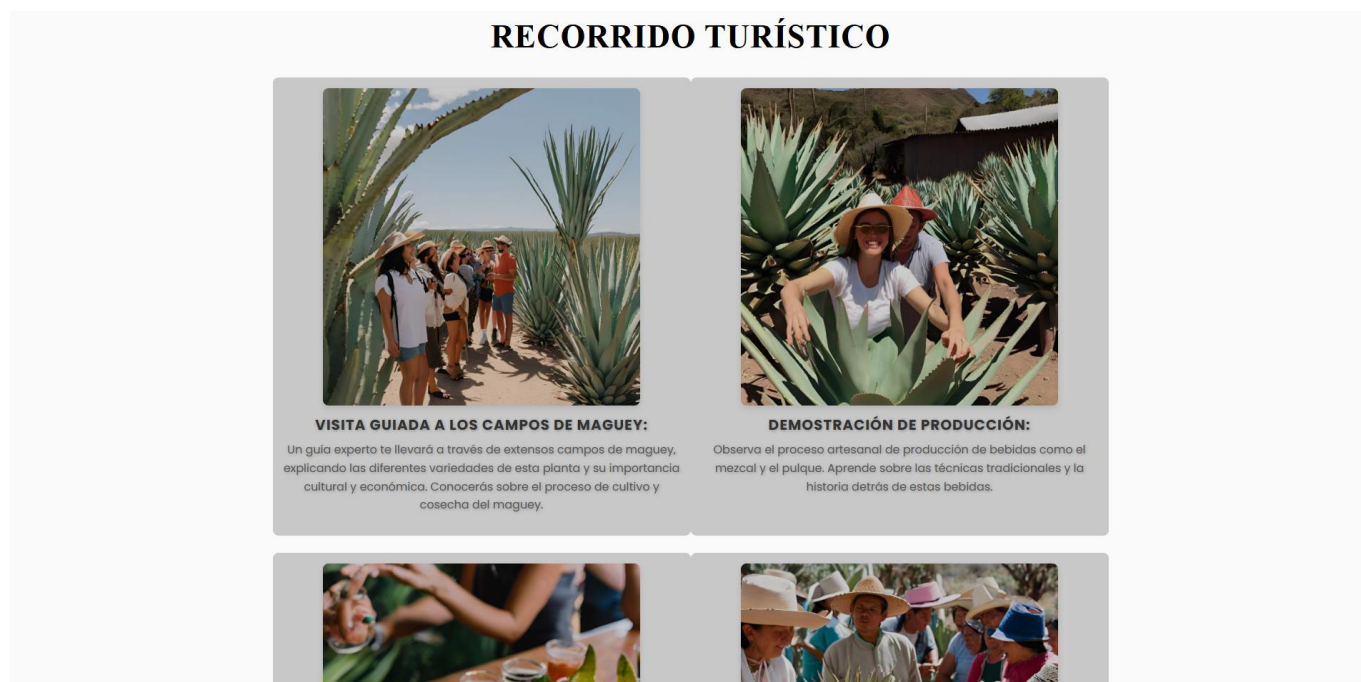 RECORRIDO TURÍSTICO
VISITA GUIADA A LOS CAMPOS DE MAGUEY:
Un guía experto te llevará a través de extensos campos de maguey,
explicando las diferentes variedades de esta planta y su importancia
cultural y económica. Conocerás sobre el proceso de cultivo y
cosecha del maguey.
DEMOSTRACIÓN DE PRODUCCIÓN:
Observa el proceso artesanal de producción de bebidas como el
mezcal y el pulque. Aprende sobre las técnicas tradicionales y la
historia detrás de estas bebidas.